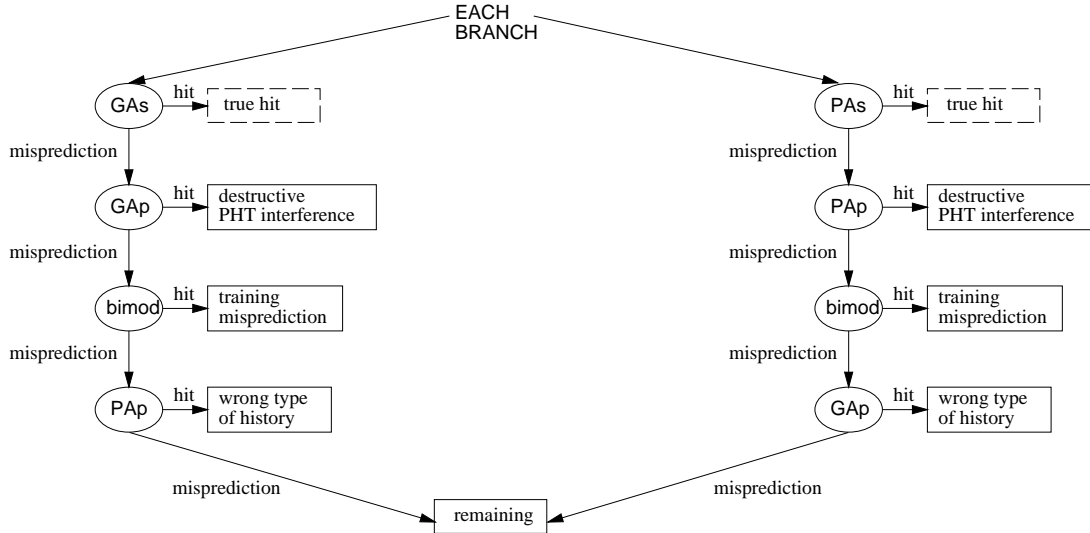 EACH
BRANCH
GAs
hit
true hit
PAs
hit
true hit
misprediction
misprediction
GAp
hit
destructive
PHT interference
PAp
hit
destructive
PHT interference
misprediction
misprediction
bimod
hit
training
misprediction
bimod
hit
training
misprediction
misprediction
misprediction
PAp
hit
wrong type
of history
GAp
hit
wrong type
of history
misprediction
misprediction
remaining